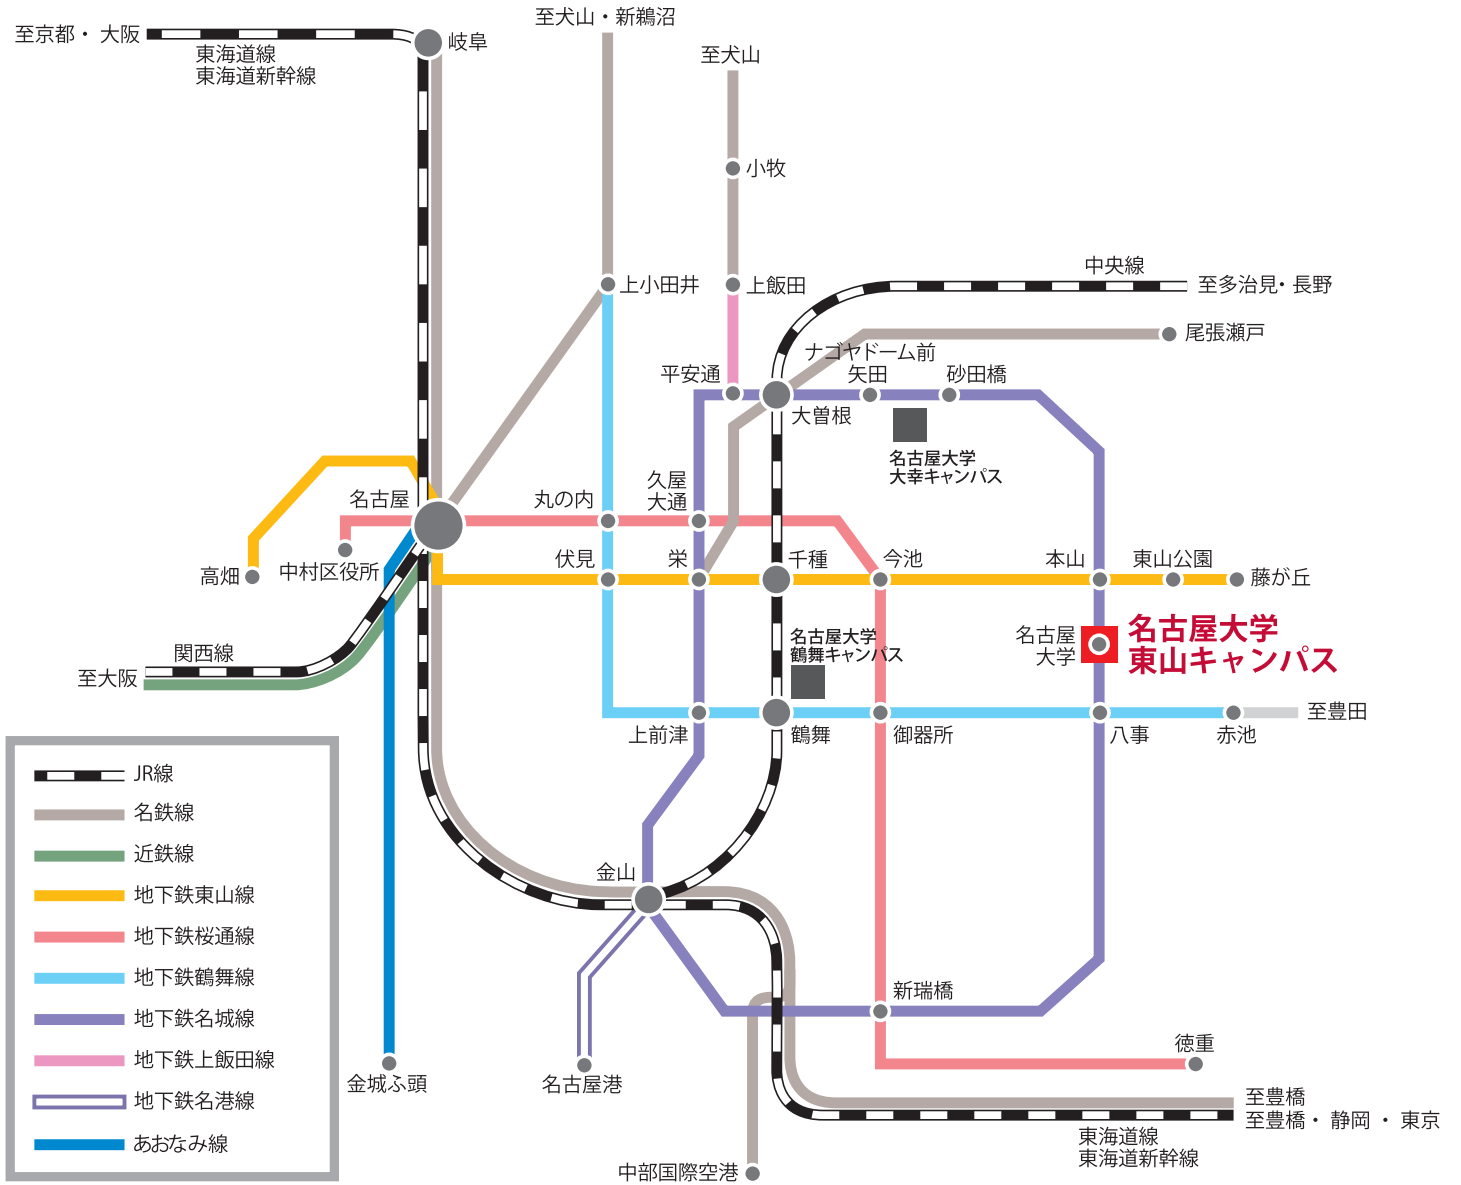 至京都・ 大阪
東海道線
東海道新幹線
岐阜
至犬山・新鵜沼
至犬山
小牧
上小田井
上飯田
中央線
至多治見・長野
尾張瀬戸
ナゴヤドーム前
矢田
砂田橋
平安通
大曽根
名古屋大学
大幸キャンパス
名古屋
丸の内
久屋
大通
高畑
中村区役所
伏見
栄
千種
今池
本山
東山公園
藤が丘
関西線
至大阪
名古屋大学
鶴舞キャンパス
名古屋
大学
名古屋大学
東山キャンパス
上前津
鶴舞
御器所
八事
赤池
至豊田
JR線
名鉄線
近鉄線
地下鉄東山線
地下鉄桜通線
地下鉄鶴舞線
地下鉄名城線
地下鉄上飯田線
地下鉄名港線
あおなみ線
金山
新瑞橋
徳重
金城ふ頭
名古屋港
至豊橋
至豊橋・ 静岡 ・ 東京
東海道線
東海道新幹線
中部国際空港